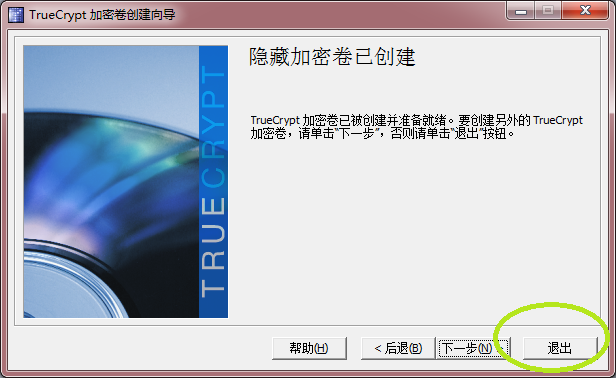 TrueCrypt 加密卷创建向导
隐藏加密卷已创建
TrueCrypt 加密卷已被创建并准备就绪。要创建另外的 TrueCrypt
加密卷，请单击“下一步”，否则请单击“退出”按钮。
TRUECRYPT
帮助(H)
< 后退(B)
下一步(N) >
退出